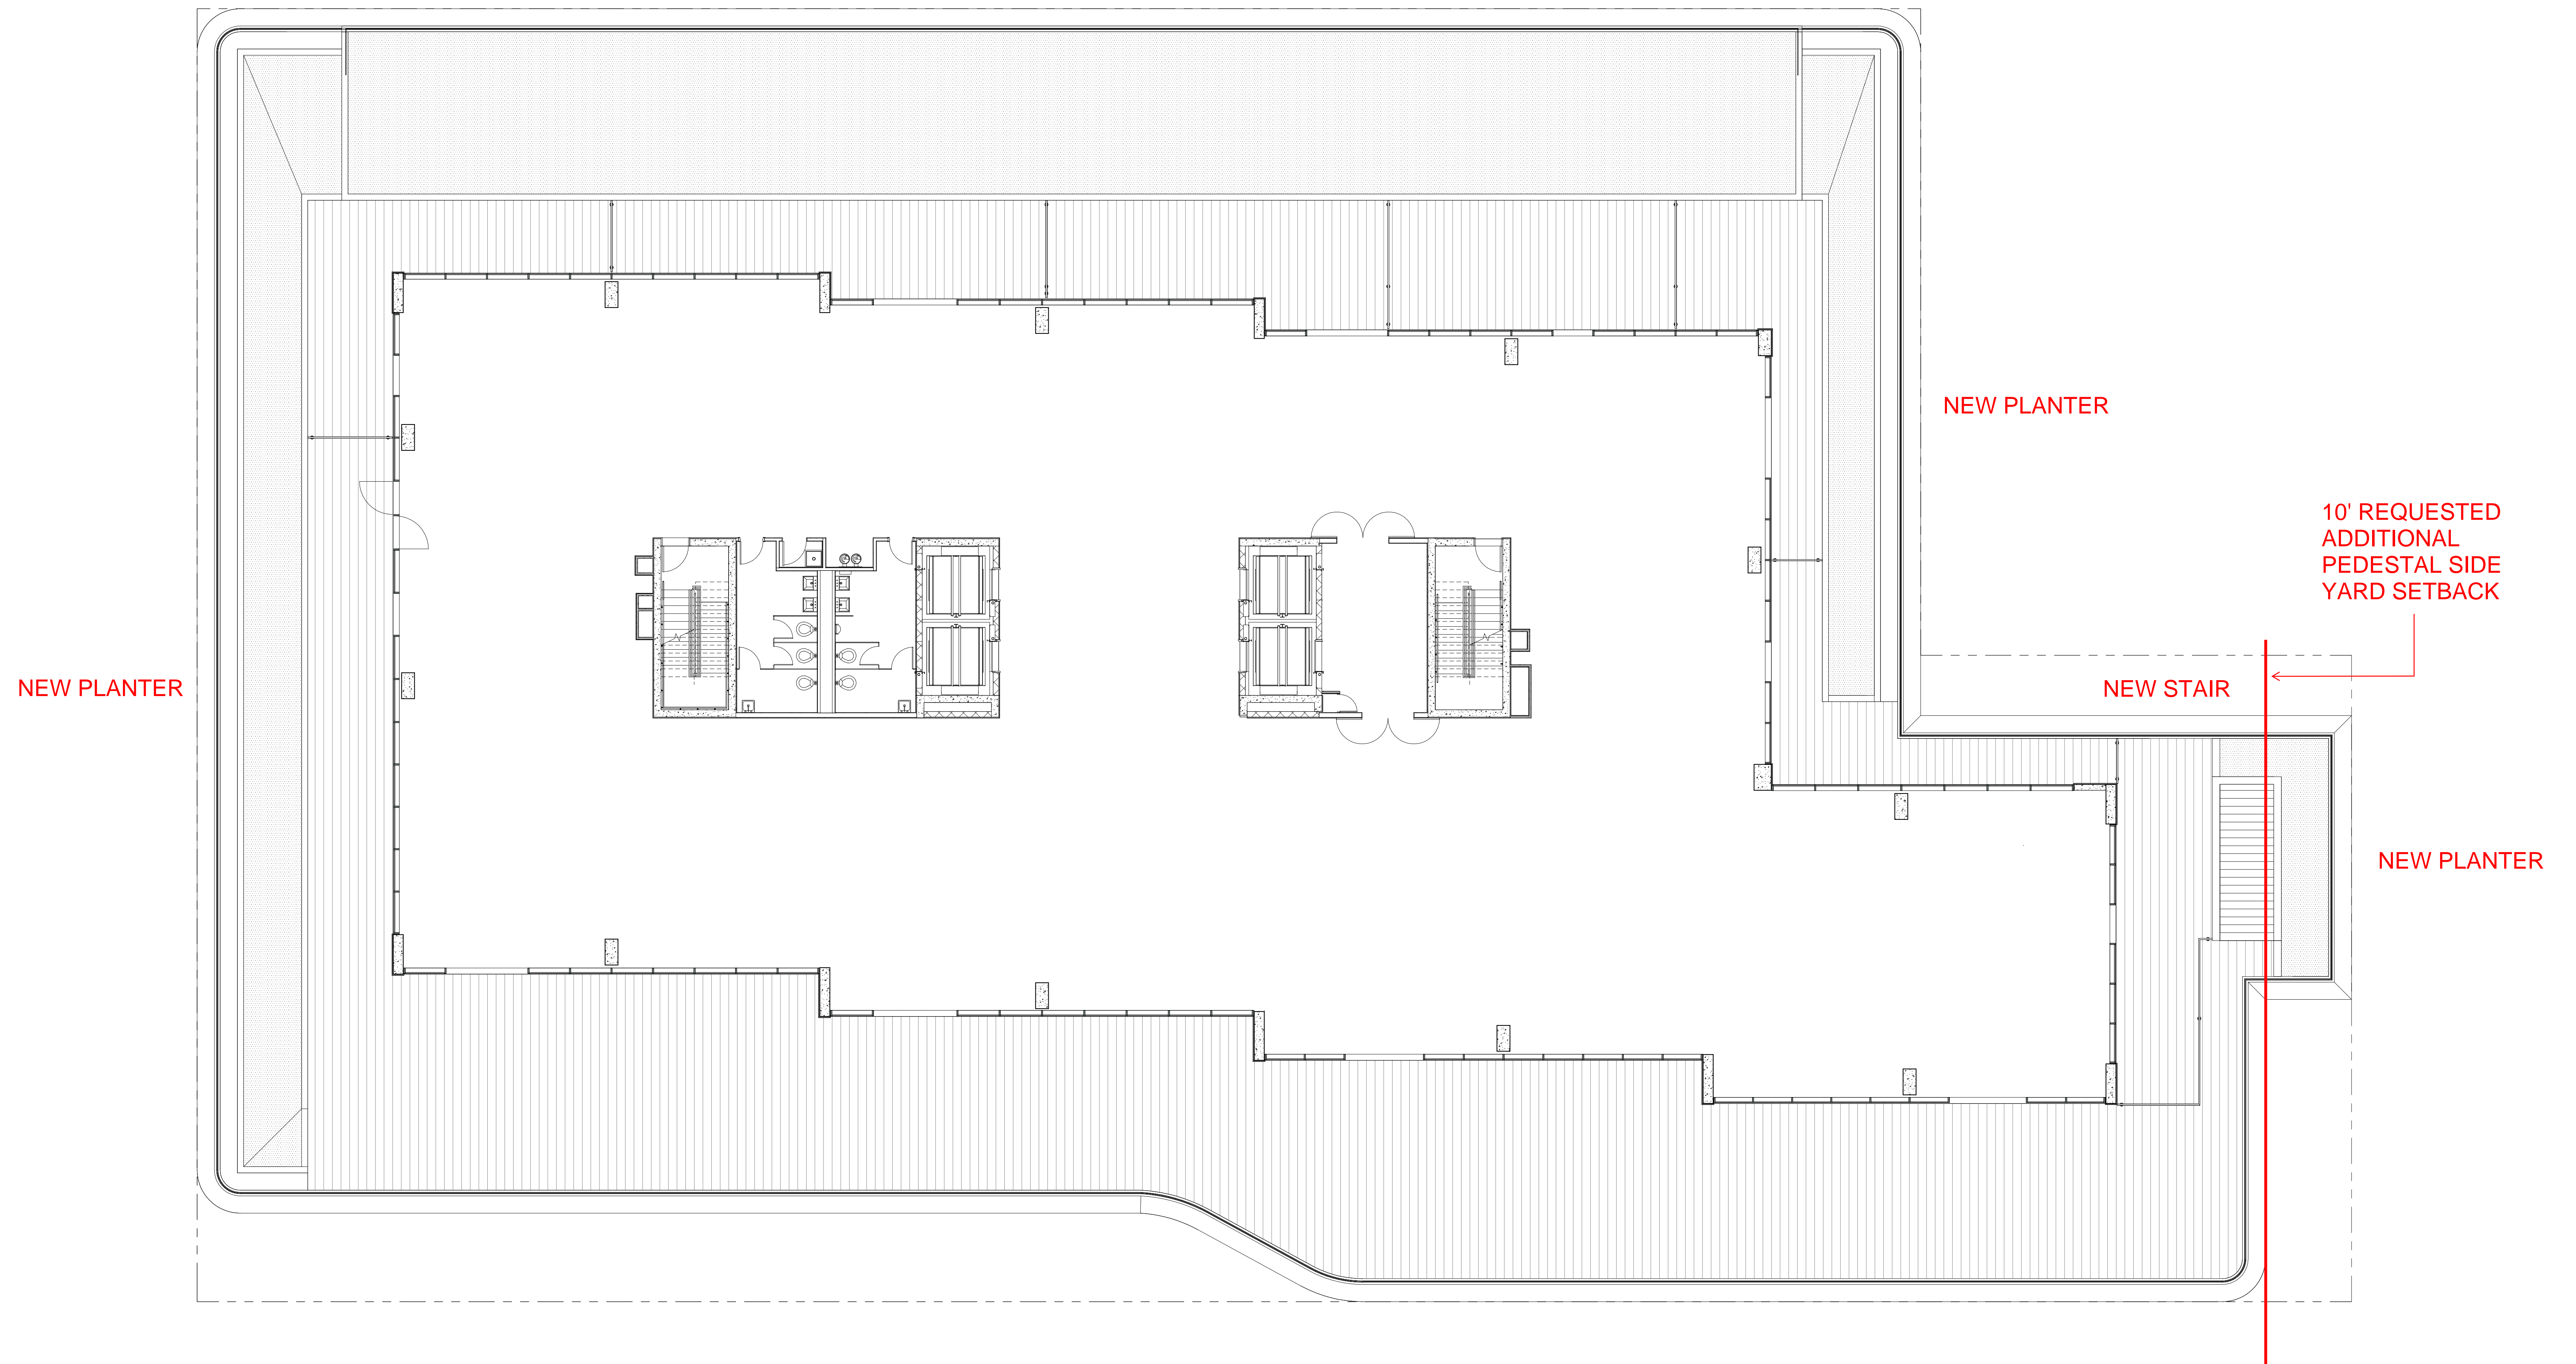 NEW PLANTER
10' REQUESTED
ADDITIONAL
PEDESTAL SIDE
YARD SETBACK
NEW PLANTER
NEW STAIR
NEW PLANTER